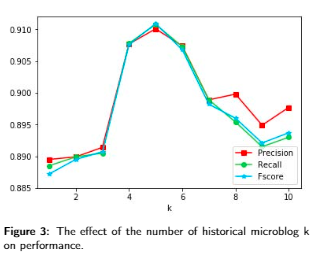 0.910
0.905
0.900
0.895
0.890
0.885
2 4 6 8 10
k
Precision
Recall
Fscore
Figure 3: The effect of the number of historical microblog k
on performance.